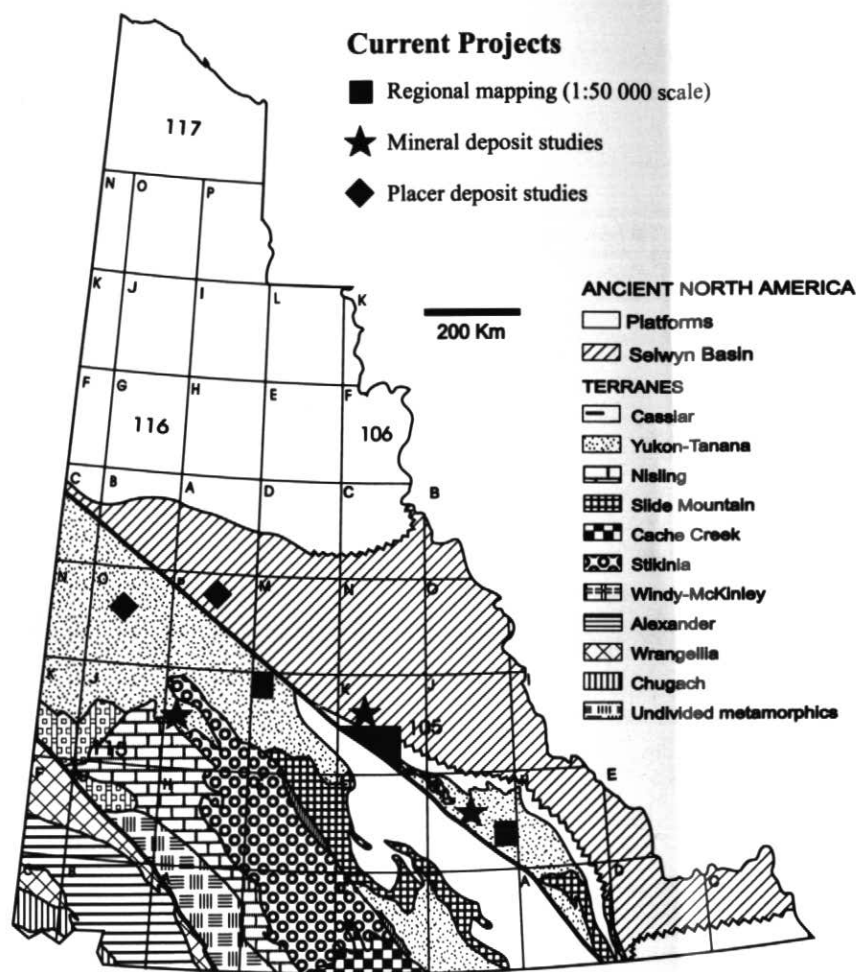 Current Projects
Regional mapping (1:50 000 scale)
Mineral deposit studies
Placer deposit studies
117
N O P
K J I L K
200 Km
ANCIENT NORTH AMERICA
Platforms
Selwyn Basin
TERRANES
Cassiar
Yukon-Tanana
Nisling
Slide Mountain
Cache Creek
Stikinia
Windy-McKinley
Alexander
Wrangellia
Chugach
Undivided metamorphics
F G H E F
116 106
C B A D C B
N O P M N O
K J K J I
105
115
F H E
B A D G